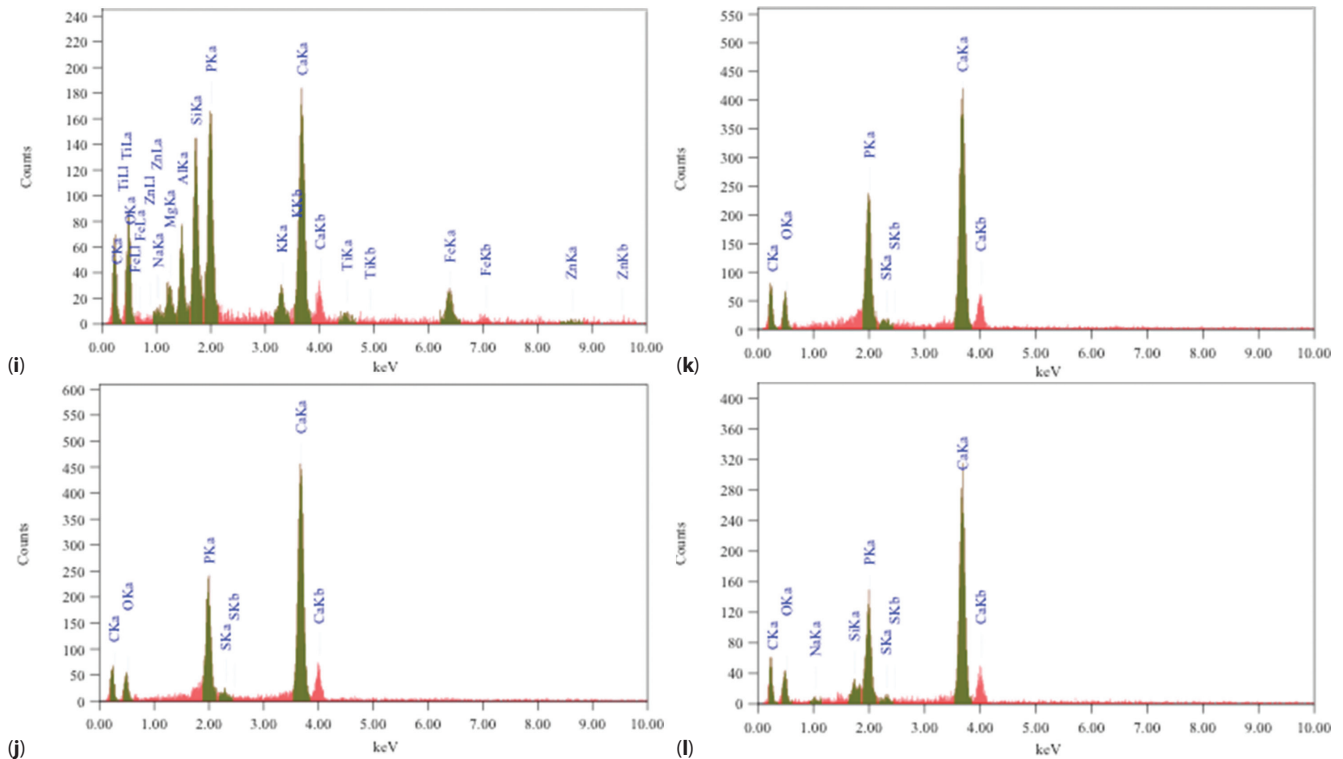 240
220
200
180
160
140
120
100
80
60
40
20
0
Counts
CKa
TiLl
OKa
TiLa
FeLl
FeLa
ZnLl
NaKa
ZnLa
MgKa
AlKa
SiKa
PKa
KKa
KKb
CaKa
CaKb
TiKa
TiKb
FeKa
FeKb
ZnKa
ZnKb
0.00 1.00 2.00 3.00 4.00 5.00 6.00 7.00 8.00 9.00 10.00
keV
(i)
550
500
450
400
350
300
250
200
150
100
50
0
Counts
CKa
OKa
PKa
SKa
SKb
CaKa
CaKb
0.00 1.00 2.00 3.00 4.00 5.00 6.00 7.00 8.00 9.00 10.00
keV
(k)
600
550
500
450
400
350
300
250
200
150
100
50
0
Counts
CKa
OKa
PKa
SKa
SKb
CaKa
CaKb
0.00 1.00 2.00 3.00 4.00 5.00 6.00 7.00 8.00 9.00 10.00
keV
(j)
400
360
320
280
240
200
160
120
80
40
0
Counts
CKa
OKa
NaKa
SiKa
PKa
SKa
SKb
CaKa
CaKb
0.00 1.00 2.00 3.00 4.00 5.00 6.00 7.00 8.00 9.00 10.00
keV
(l)